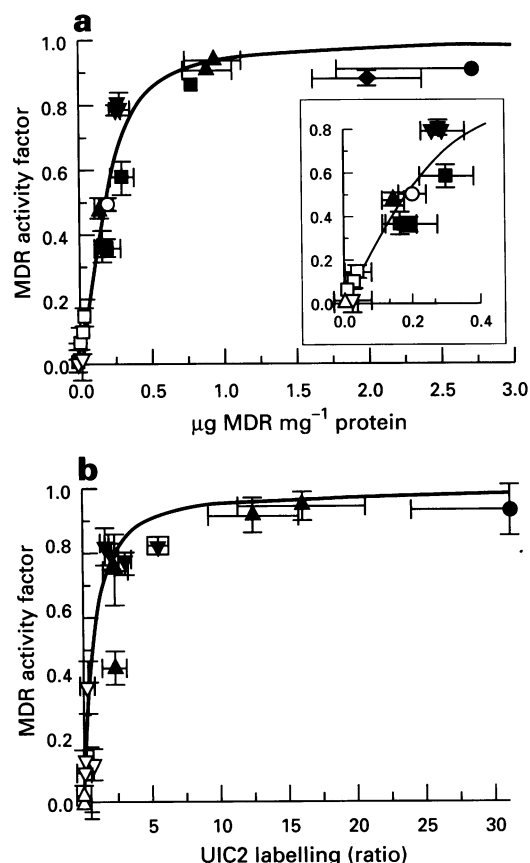 a
1.0
0.8
0.6
0.4
0.2
0.0
MDR activity factor
0.8
0.6
0.4
0.2
0.0
0.0 0.2 0.4
0.0 0.5 1.0 1.5 2.0 2.5 3.0
μg MDR mg⁻¹ protein
b
1.0
0.8
0.6
0.4
0.2
0.0
MDR activity factor
5 10 15 20 25 30
UIC2 labelling (ratio)